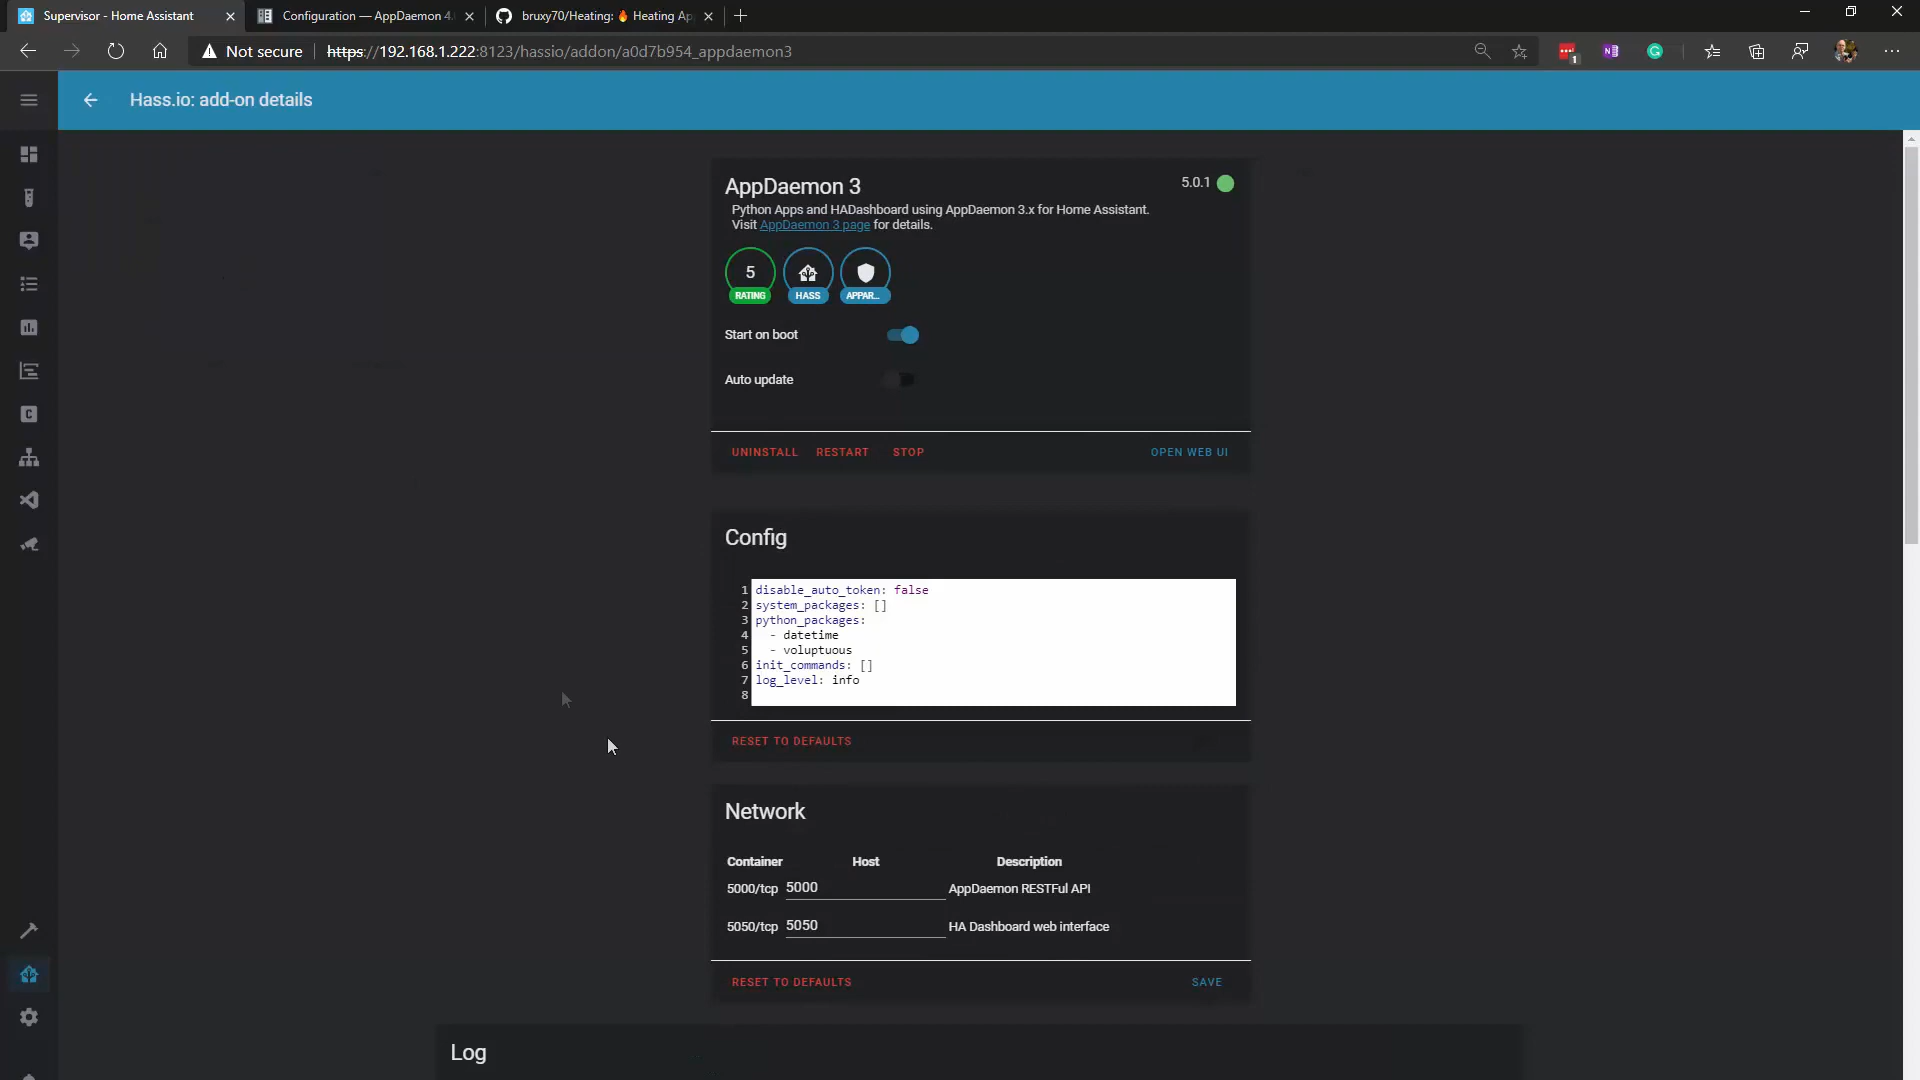 Supervisor - Home Assistant
Configuration — AppDaemon 4.
bruxy70/Heating: 🔥 Heating Ap
Not secure
https://192.168.1.222:8123/hassio/addon/a0d7b954_appdaemon3
1
Hass.io: add-on details
AppDaemon 3
5.0.1
Python Apps and HADashboard using AppDaemon 3.x for Home Assistant.
Visit AppDaemon 3 page for details.
5
RATING
HASS
APPAR...
Start on boot
Auto update
UNINSTALL
RESTART
STOP
OPEN WEB UI
Config
1 disable_auto_token: false
2 system_packages: []
3 python_packages:
4 - datetime
5 - voluptuous
6 init_commands: []
7 log_level: info
8
RESET TO DEFAULTS
Network
Container Host Description
5000/tcp 5000 AppDaemon RESTFul API
5050/tcp 5050 HA Dashboard web interface
RESET TO DEFAULTS
SAVE
Log